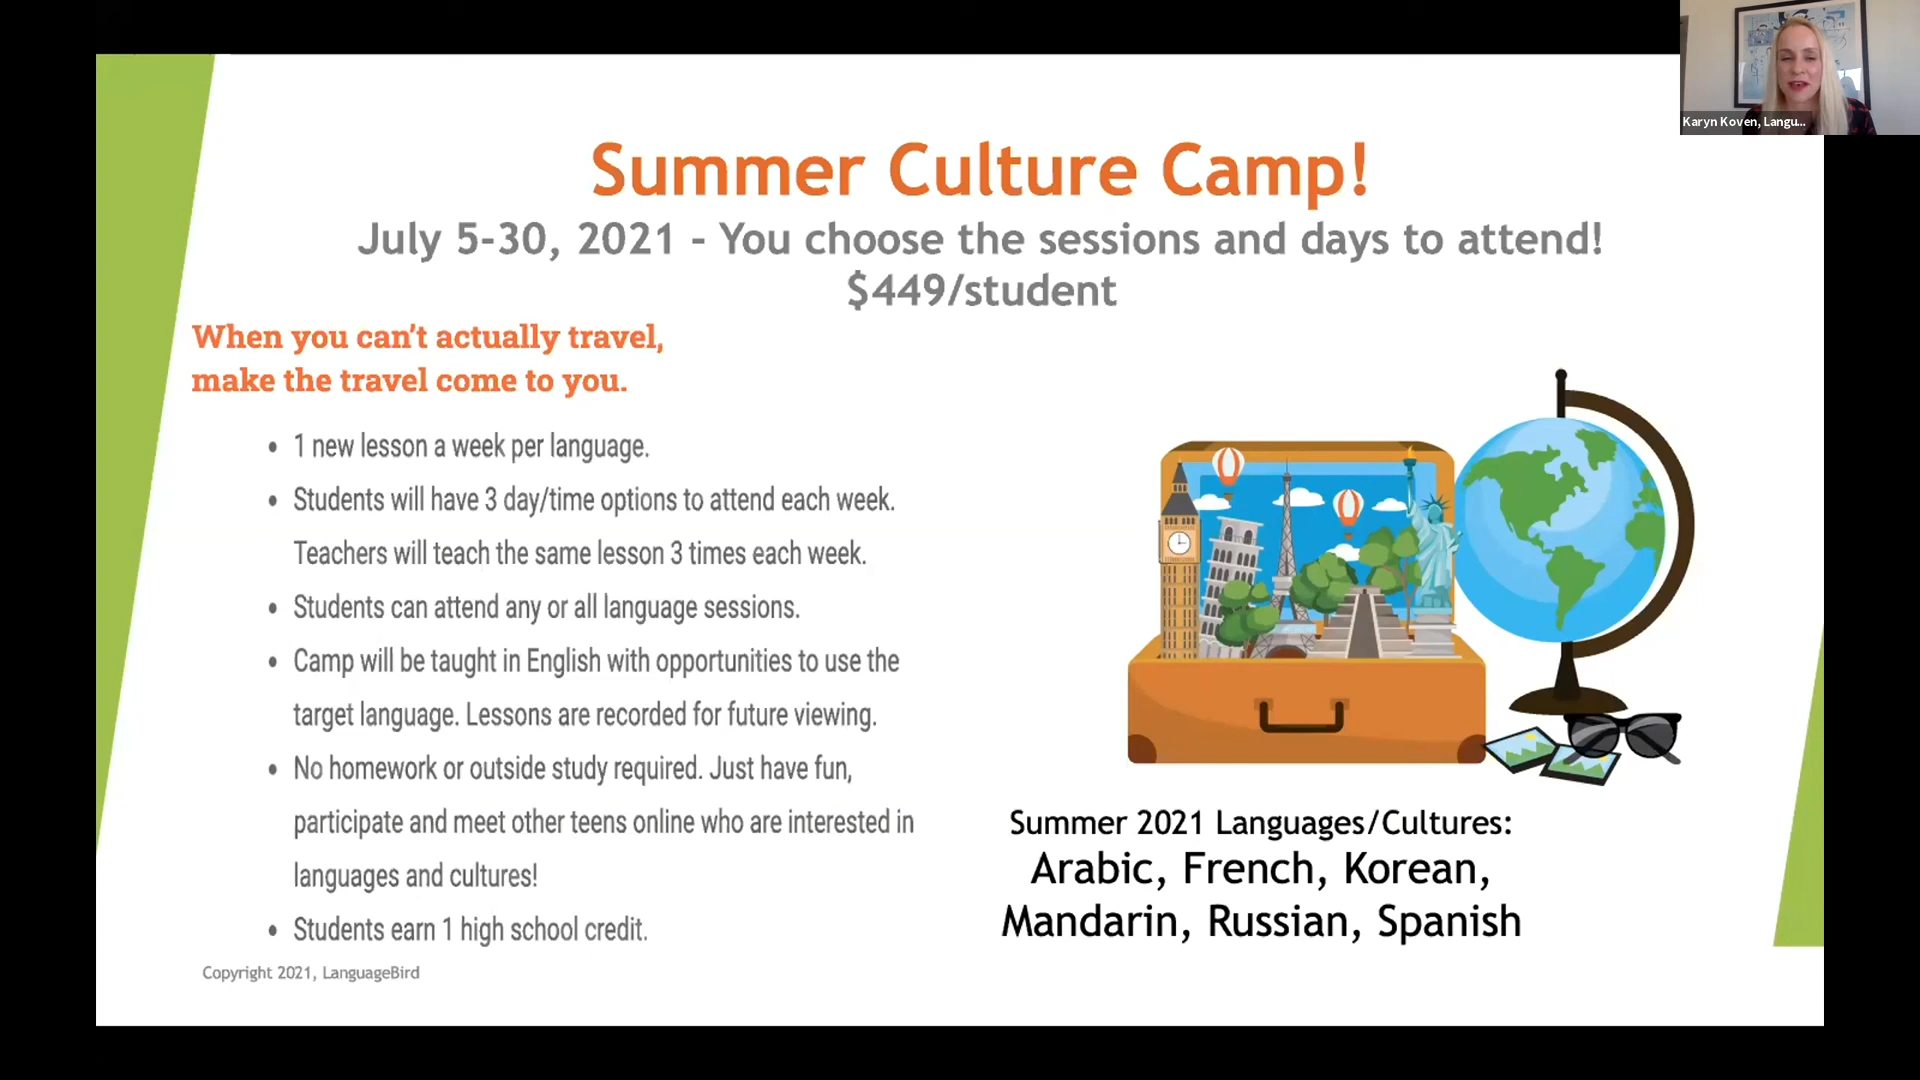 Summer Culture Camp!
July 5-30, 2021 - You choose the sessions and days to attend!
$449/student
When you can't actually travel,
make the travel come to you.
• 1 new lesson a week per language.
• Students will have 3 day/time options to attend each week.
Teachers will teach the same lesson 3 times each week.
• Students can attend any or all language sessions.
• Camp will be taught in English with opportunities to use the
target language. Lessons are recorded for future viewing.
• No homework or outside study required. Just have fun,
participate and meet other teens online who are interested in
languages and cultures!
• Students earn 1 high school credit.
Summer 2021 Languages/Cultures:
Arabic, French, Korean,
Mandarin, Russian, Spanish
Copyright 2021, LanguageBird
Karyn Koven, Langu...